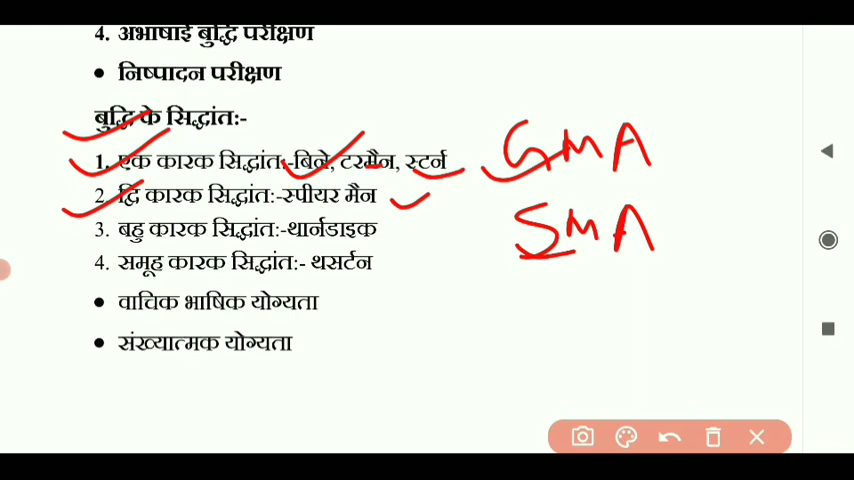 4. अभाषाई बुद्धि परीक्षण
• निष्पादन परीक्षण
बुद्धि के सिद्धांत:-
1. एक कारक सिद्धांत:-बिने, टरमैन, स्टर्न
GMA
2. द्वि कारक सिद्धांत:-स्पीयर मैन
SMA
3. बहु कारक सिद्धांत:-थार्नडाइक
4. समूह कारक सिद्धांत:- थसर्टन
• वाचिक भाषिक योग्यता
• संख्यात्मक योग्यता